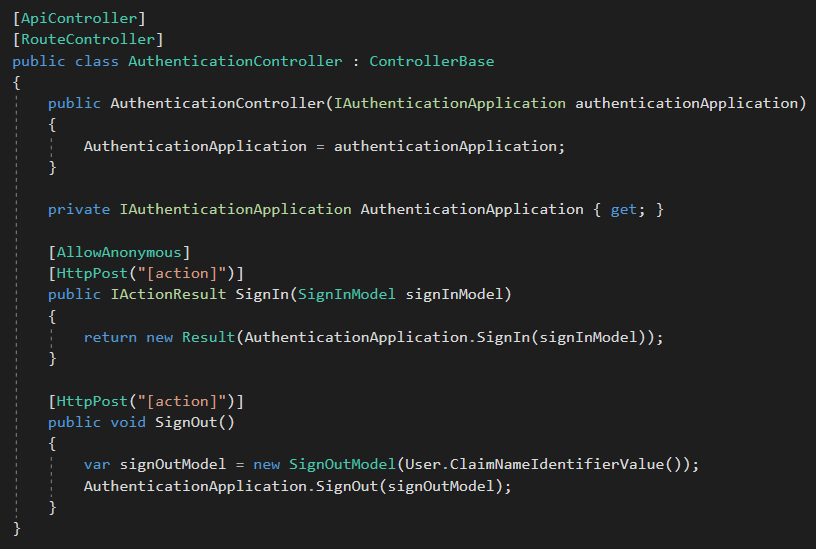 [ApiController]
[RouteController]
public class AuthenticationController : ControllerBase
{
    public AuthenticationController(IAuthenticationApplication authenticationApplication)
    {
        AuthenticationApplication = authenticationApplication;
    }

    private IAuthenticationApplication AuthenticationApplication { get; }

    [AllowAnonymous]
    [HttpPost("[action]")]
    public IActionResult SignIn(SignInModel signInModel)
    {
        return new Result(AuthenticationApplication.SignIn(signInModel));
    }

    [HttpPost("[action]")]
    public void SignOut()
    {
        var signOutModel = new SignOutModel(User.ClaimNameIdentifierValue());
        AuthenticationApplication.SignOut(signOutModel);
    }
}